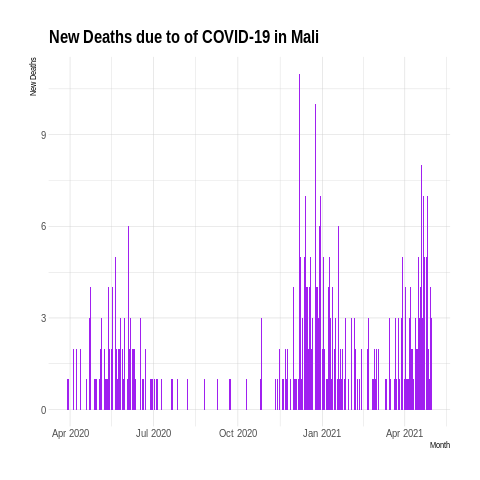 New Deaths due to of COVID-19 in Mali
New Deaths
9
6
3
0
Apr 2020 Jul 2020 Oct 2020 Jan 2021 Apr 2021
Month